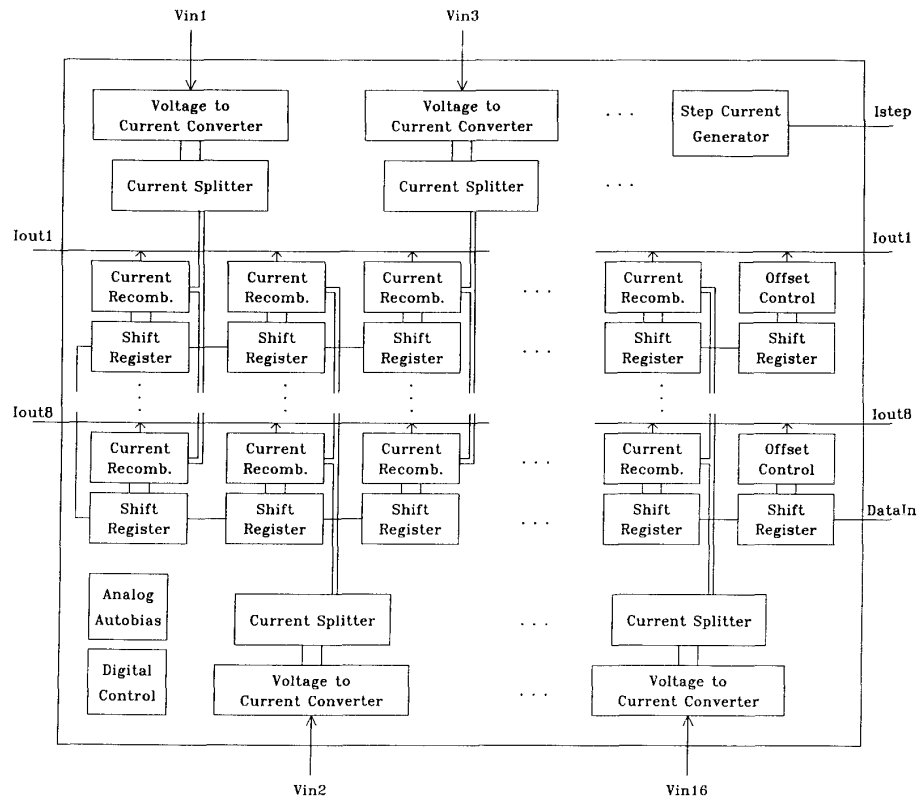 Vin1 Vin3
Voltage to
Current Converter
Voltage to
Current Converter
. . .
Step Current
Generator
Istep
Current Splitter
Current Splitter
. . .
Iout1
Iout1
Current
Recomb.
Current
Recomb.
Current
Recomb.
. . .
Current
Recomb.
Offset
Control
Shift
Register
Shift
Register
Shift
Register
. . .
Shift
Register
Shift
Register
Iout8
Iout8
Current
Recomb.
Current
Recomb.
Current
Recomb.
. . .
Current
Recomb.
Offset
Control
Shift
Register
Shift
Register
Shift
Register
. . .
Shift
Register
Shift
Register
DataIn
Analog
Autobias
Current Splitter
. . .
Current Splitter
Digital
Control
Voltage to
Current Converter
. . .
Voltage to
Current Converter
Vin2 Vin16